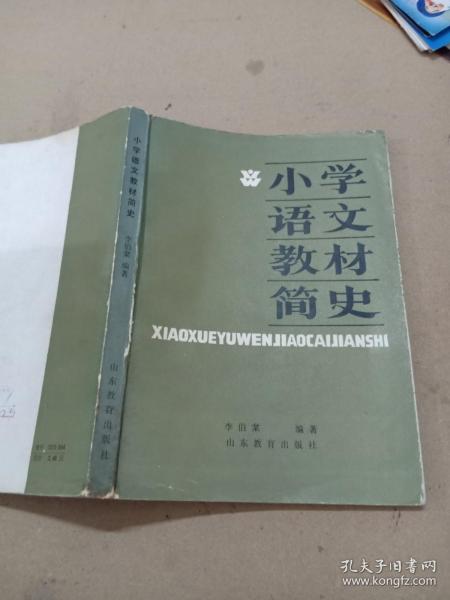 小学
语文
教材
简史
XIAOXUEYUWENJIAOCAIJIANSHI
李伯棠 编著
山东教育出版社
小学语文教材简史
李伯棠 编著
山东教育出版社
孔夫子旧书网
www.kongfz.com